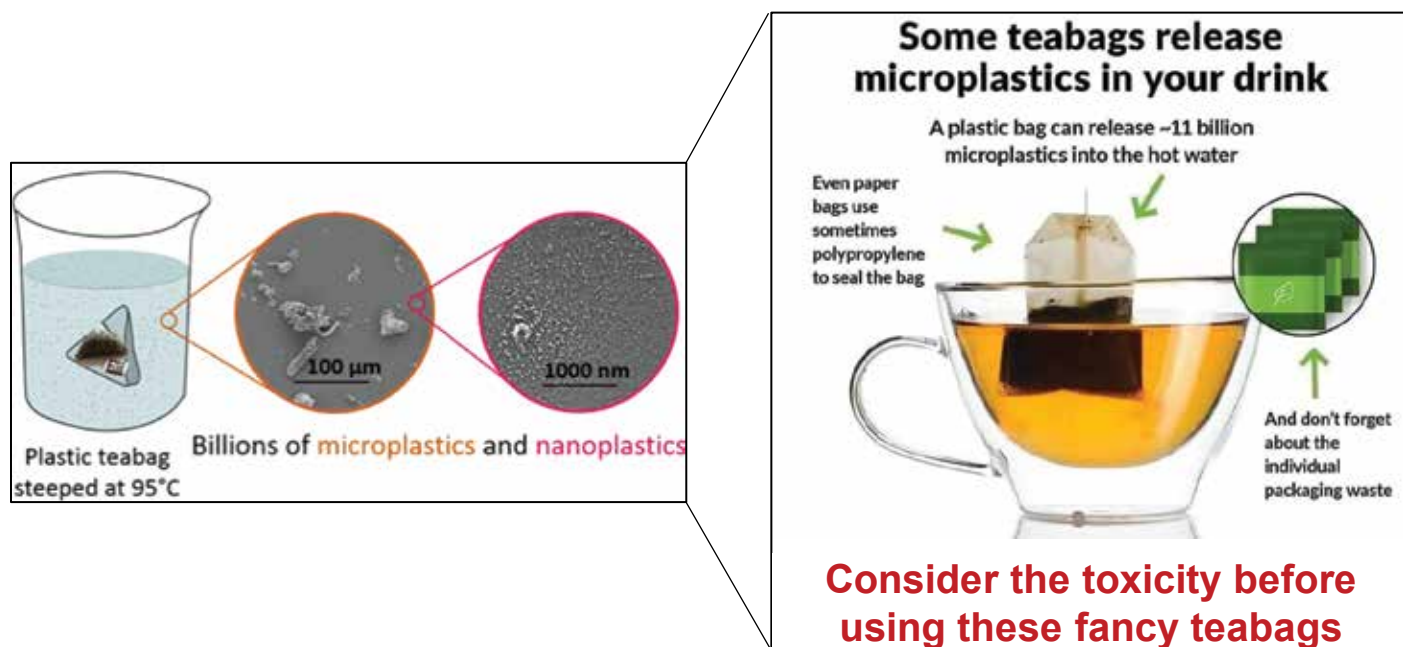 100 µm
1000 nm
Billions of microplastics and nanoplastics
Plastic teabag
steeped at 95°C
Some teabags release
microplastics in your drink
A plastic bag can release ~11 billion
microplastics into the hot water
Even paper
bags use
sometimes
polypropylene
to seal the bag
And don't forget
about the
individual
packaging waste
Consider the toxicity before
using these fancy teabags